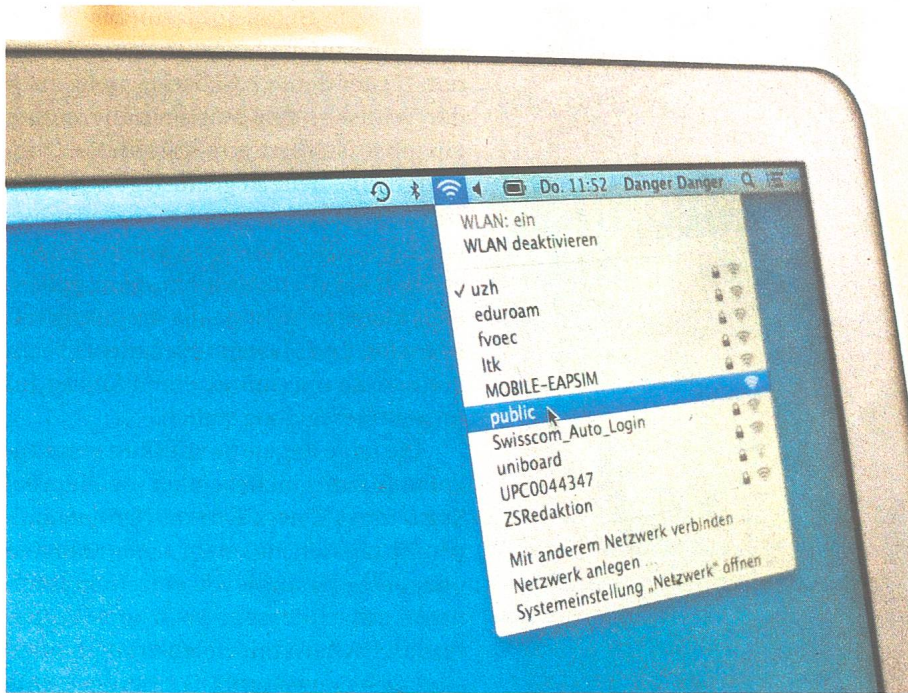 Do. 11:52 Danger Danger
WLAN: ein
WLAN deaktivieren
✓ uzh
eduroam
fvoec
ltk
MOBILE-EAPSIM
public
Swisscom_Auto_Login
uniboard
UPC0044347
ZSRedaktion
Mit anderem Netzwerk verbinden ...
Netzwerk anlegen ...
Systemeinstellung „Netzwerk“ öffnen ...